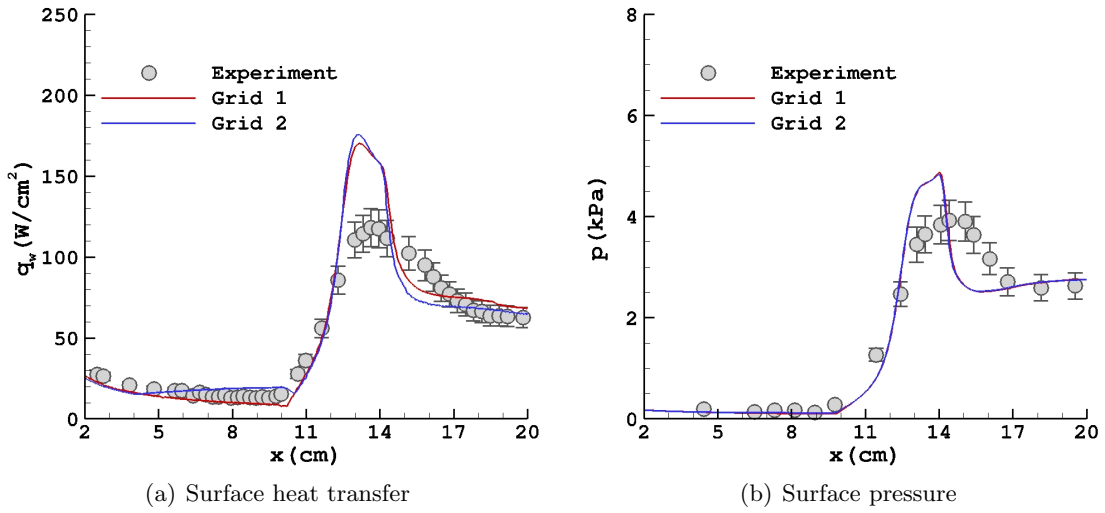 250
200
150
100
50
0
q_w (W/cm²)
Experiment
Grid 1
Grid 2
2 5 8 11 14 17 20
x (cm)
(a) Surface heat transfer
8
6
4
2
0
p (kPa)
Experiment
Grid 1
Grid 2
2 5 8 11 14 17 20
x (cm)
(b) Surface pressure